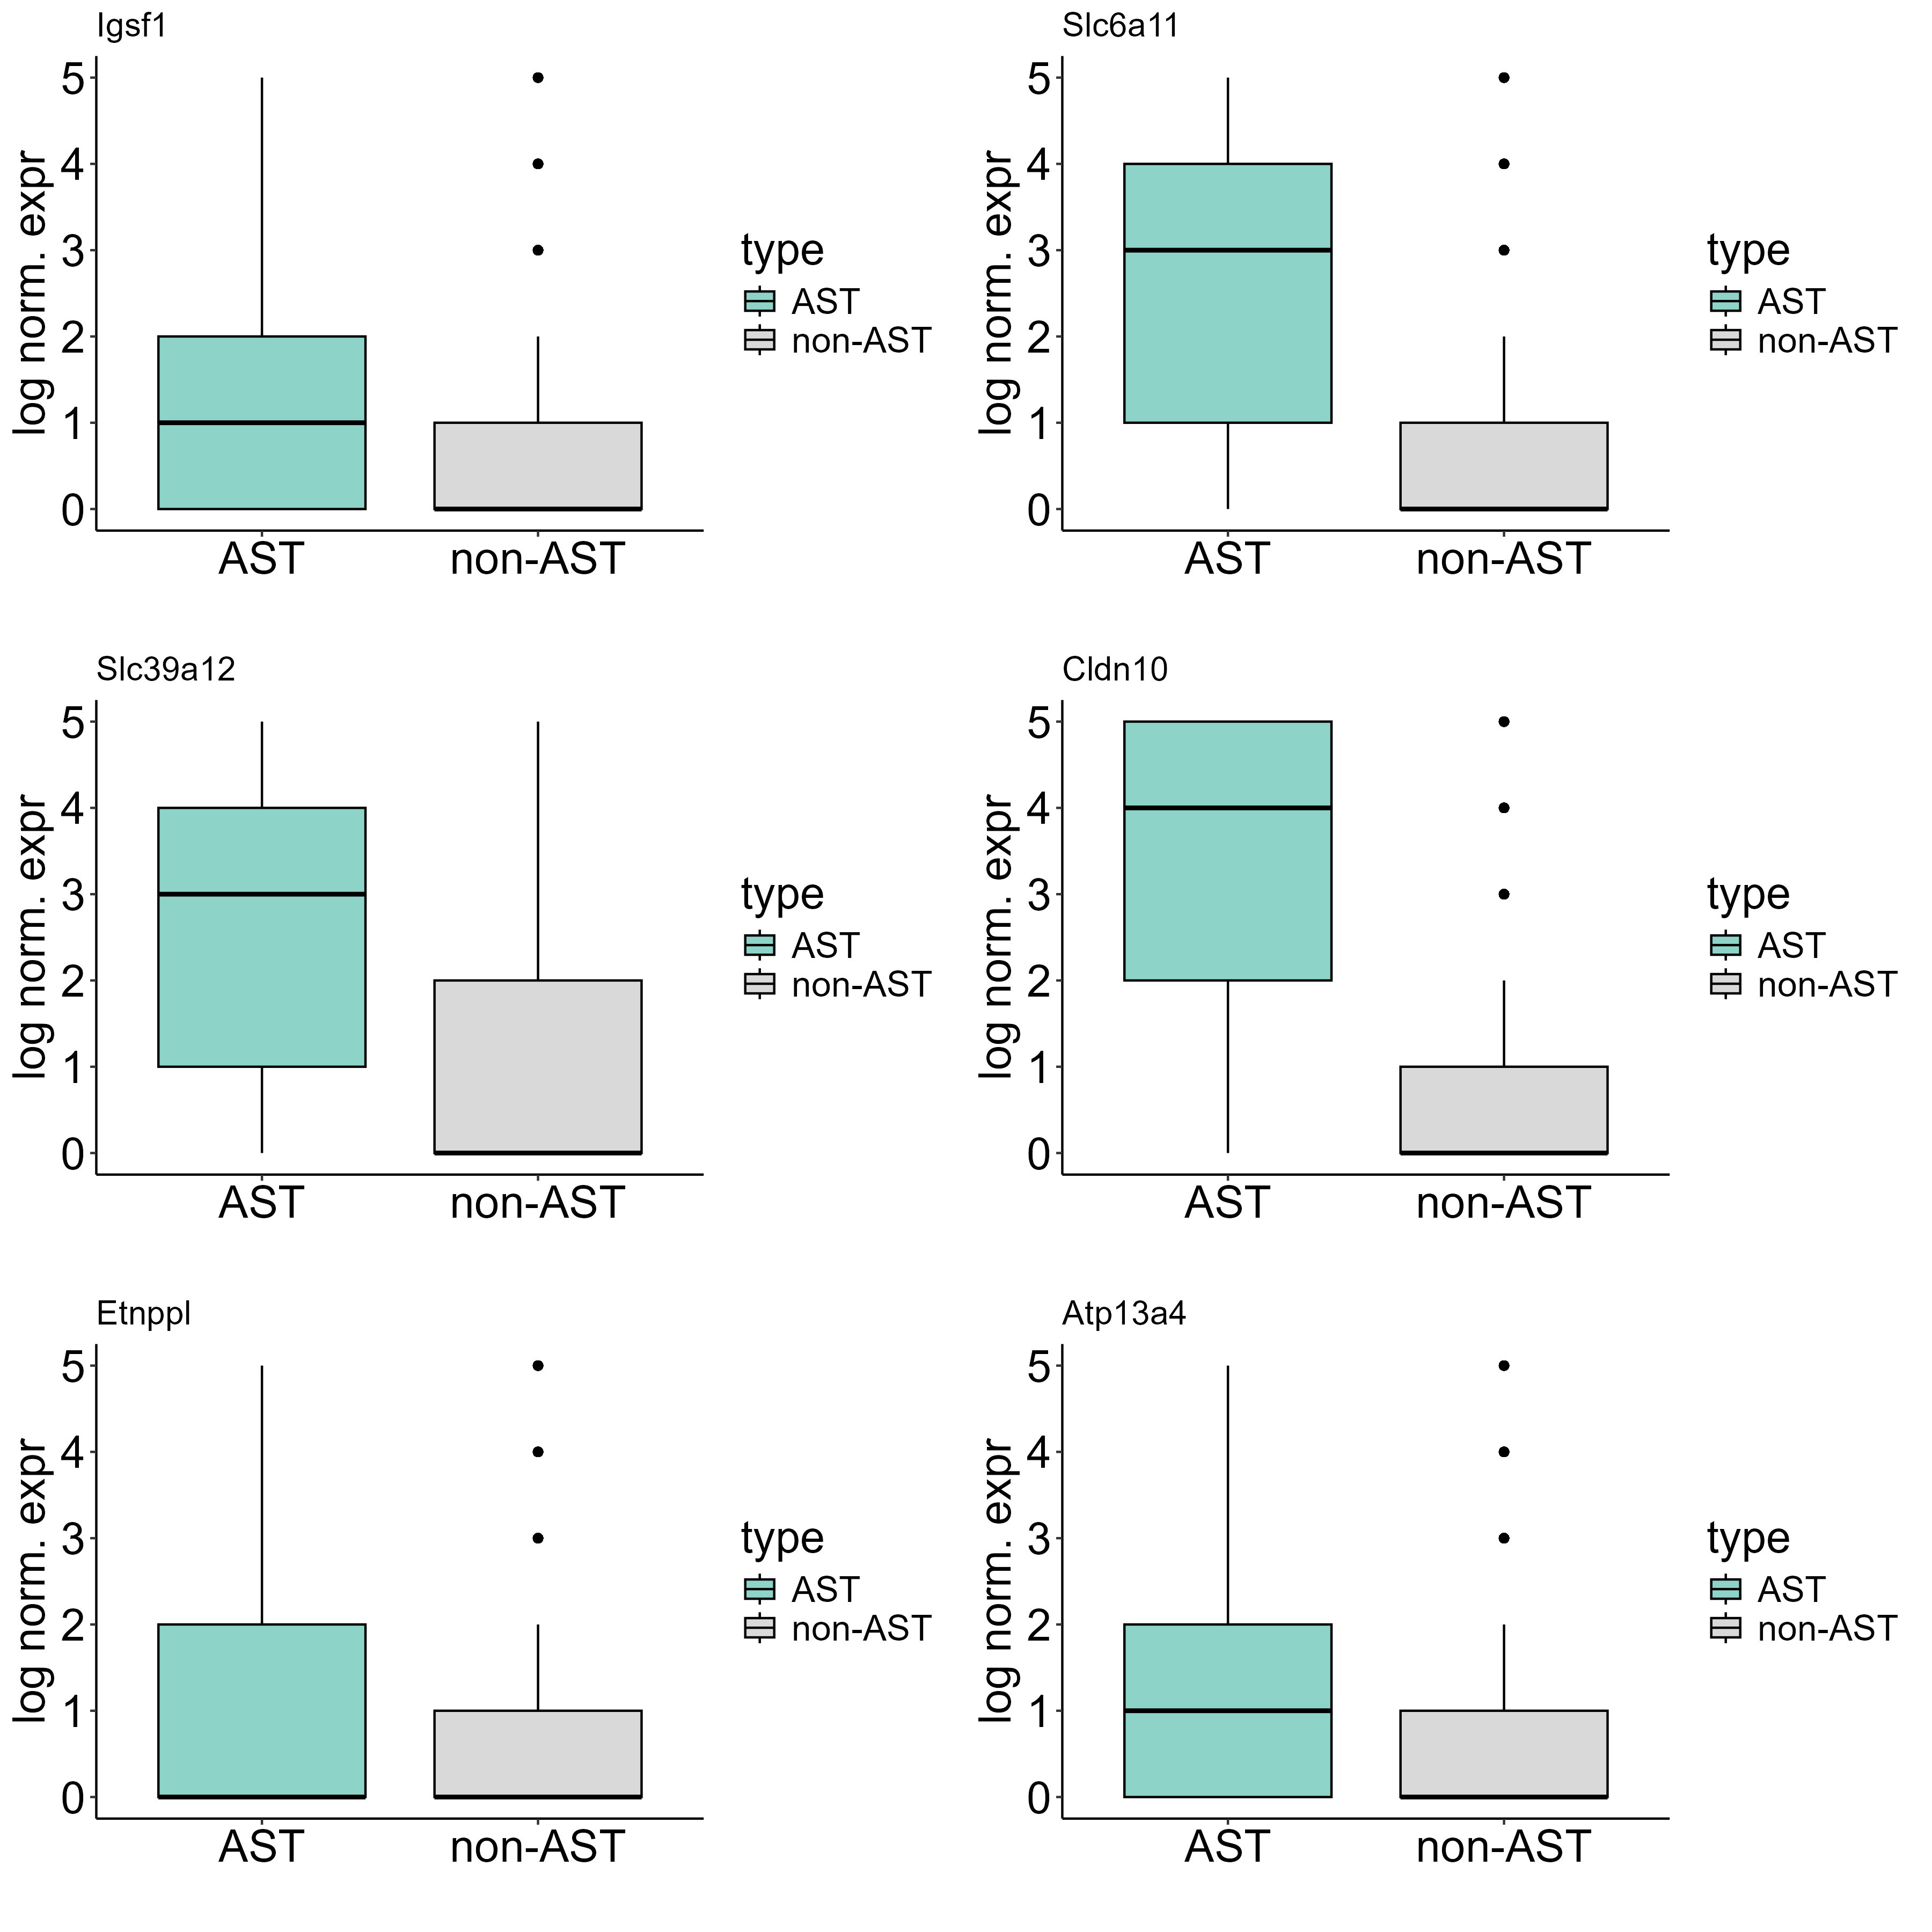 Igsf1
Slc6a11
log norm. expr
5
4
3
2
1
0
AST
non-AST
type
AST
non-AST
log norm. expr
5
4
3
2
1
0
AST
non-AST
type
AST
non-AST
Slc39a12
Cldn10
log norm. expr
5
4
3
2
1
0
AST
non-AST
type
AST
non-AST
log norm. expr
5
4
3
2
1
0
AST
non-AST
type
AST
non-AST
Etnppl
Atp13a4
log norm. expr
5
4
3
2
1
0
AST
non-AST
type
AST
non-AST
log norm. expr
5
4
3
2
1
0
AST
non-AST
type
AST
non-AST